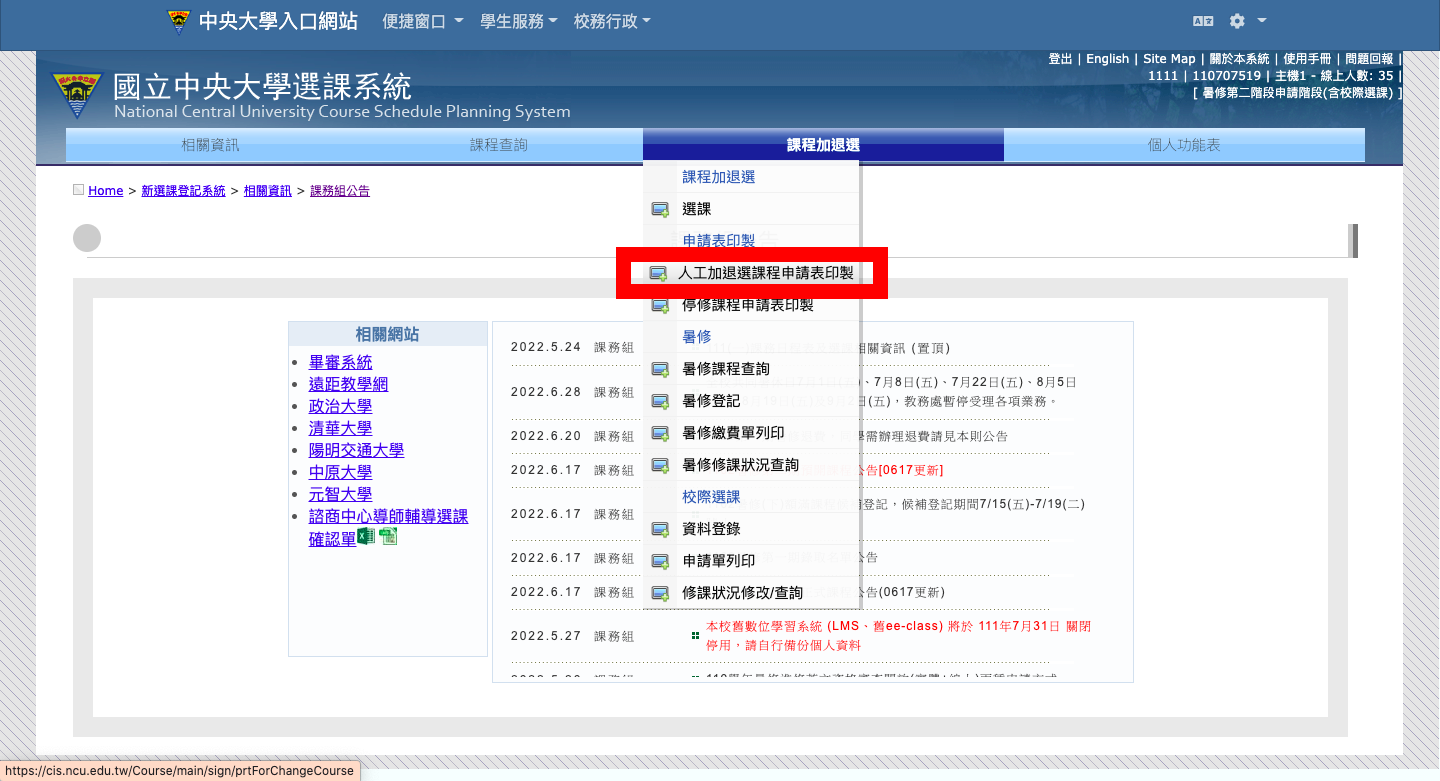 中央大學入口網站 便捷窗口 學生服務 校務行政
登出 | English | Site Map | 關於本系統 | 使用手冊 | 問題回報 |
1111 | 110707519 | 主機1 - 線上人數: 35 |
[ 暑修第二階段申請階段(含校際選課) ]
國立中央大學選課系統
National Central University Course Schedule Planning System
相關資訊 課程查詢 課程加退選 個人功能表
Home > 新選課登記系統 > 相關資訊 > 課務組公告
課程加退選
選課
申請表印製
人工加退選課程申請表印製
停修課程申請表印製
暑修
暑修課程查詢
暑修登記
暑修繳費單列印
暑修修課狀況查詢
校際選課
資料登錄
申請單列印
修課狀況修改/查詢
相關網站
畢審系統
遠距教學網
政治大學
清華大學
陽明交通大學
中原大學
元智大學
諮商中心導師輔導選課
確認單
2022.5.24 課務組 相關資訊 (置頂)
2022.6.28 課務組 、7月8日(五)、7月22日(五)、8月5日
(五)，教務處暫停受理各項業務。
2022.6.20 課務組 學需辦理退費請見本則公告
2022.6.17 課務組 公告[0617更新]
2022.6.17 課務組 登記，候補登記期間7/15(五)-7/19(二)
2022.6.17 課務組 公告
2022.6.17 課務組 公告(0617更新)
2022.5.27 課務組 本校舊數位學習系統 (LMS、舊ee-class) 將於 111年7月31日 關閉
停用，請自行備份個人資料
https://cis.ncu.edu.tw/Course/main/sign/prtForChangeCourse